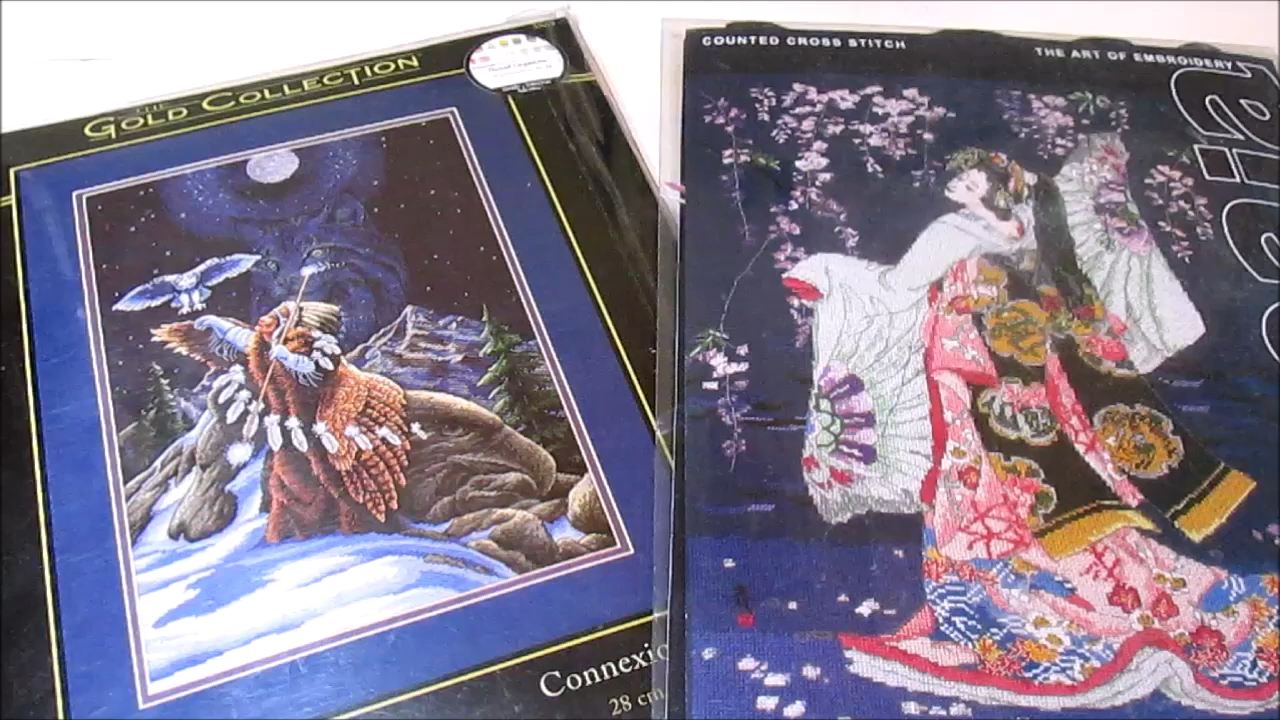 THE
GOLD COLLECTION
Connexio
28 cm
COUNTED CROSS STITCH
THE ART OF EMBROIDERY